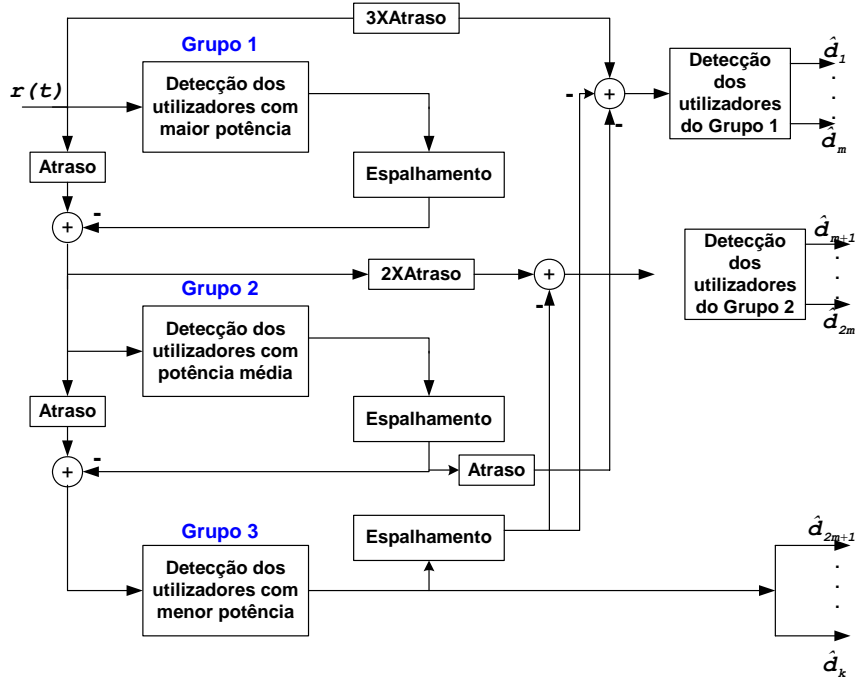 3XAtraso
Grupo 1
r(t)
Detecção dos
utilizadores com
maior potência
Detecção
dos
utilizadores
do Grupo 1
d̂1
.
.
.
d̂m
+
-
-
Atraso
Espalhamento
+
-
2XAtraso
+
-
Detecção
dos
utilizadores
do Grupo 2
d̂m+1
.
.
.
d̂2m
Grupo 2
Detecção dos
utilizadores com
potência média
Atraso
Espalhamento
+
-
Atraso
Grupo 3
Espalhamento
Detecção dos
utilizadores com
menor potência
d̂2m+1
.
.
.
d̂k